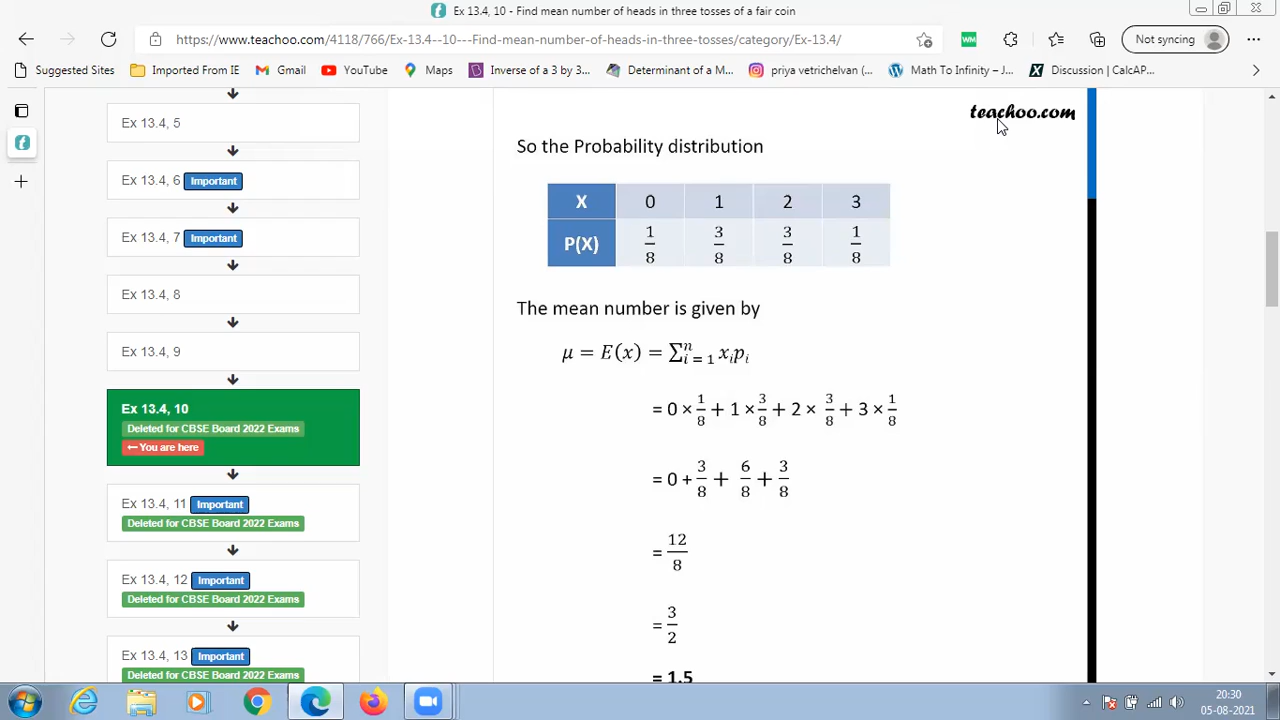 Ex 13.4, 10 - Find mean number of heads in three tosses of a fair coin
https://www.teachoo.com/4118/766/Ex-13.4--10---Find-mean-number-of-heads-in-three-tosses/category/Ex-13.4/
WM
Not syncing
Suggested Sites
Imported From IE
Gmail
YouTube
Maps
Inverse of a 3 by 3...
Determinant of a M...
priya vetrichelvan (...
Math To Infinity – J...
Discussion | CalcAP...
Ex 13.4, 5
Ex 13.4, 6 Important
Ex 13.4, 7 Important
Ex 13.4, 8
Ex 13.4, 9
Ex 13.4, 10
Deleted for CBSE Board 2022 Exams
←You are here
Ex 13.4, 11 Important
Deleted for CBSE Board 2022 Exams
Ex 13.4, 12 Important
Deleted for CBSE Board 2022 Exams
Ex 13.4, 13 Important
Deleted for CBSE Board 2022 Exams
teachoo.com
So the Probability distribution
X 0 1 2 3
P(X) 1/8 3/8 3/8 1/8
The mean number is given by
μ = E(x) = ∑ⁿᵢ₌₁ xᵢpᵢ
= 0 × 1/8 + 1 × 3/8 + 2 × 3/8 + 3 × 1/8
= 0 + 3/8 + 6/8 + 3/8
= 12/8
= 3/2
= 1.5
20:30
05-08-2021